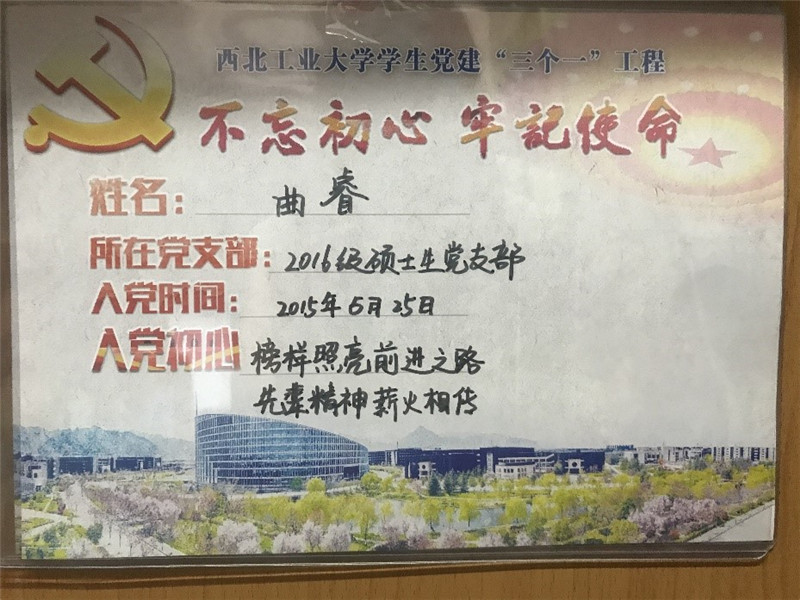 西北工业大学学生党建“三个一”工程
不忘初心 牢記使命
姓名：曲睿
所在党支部：2016级硕士生党支部
入党时间：2015年6月25日
入党初心 榜样照亮前进之路
先辈精神薪火相传